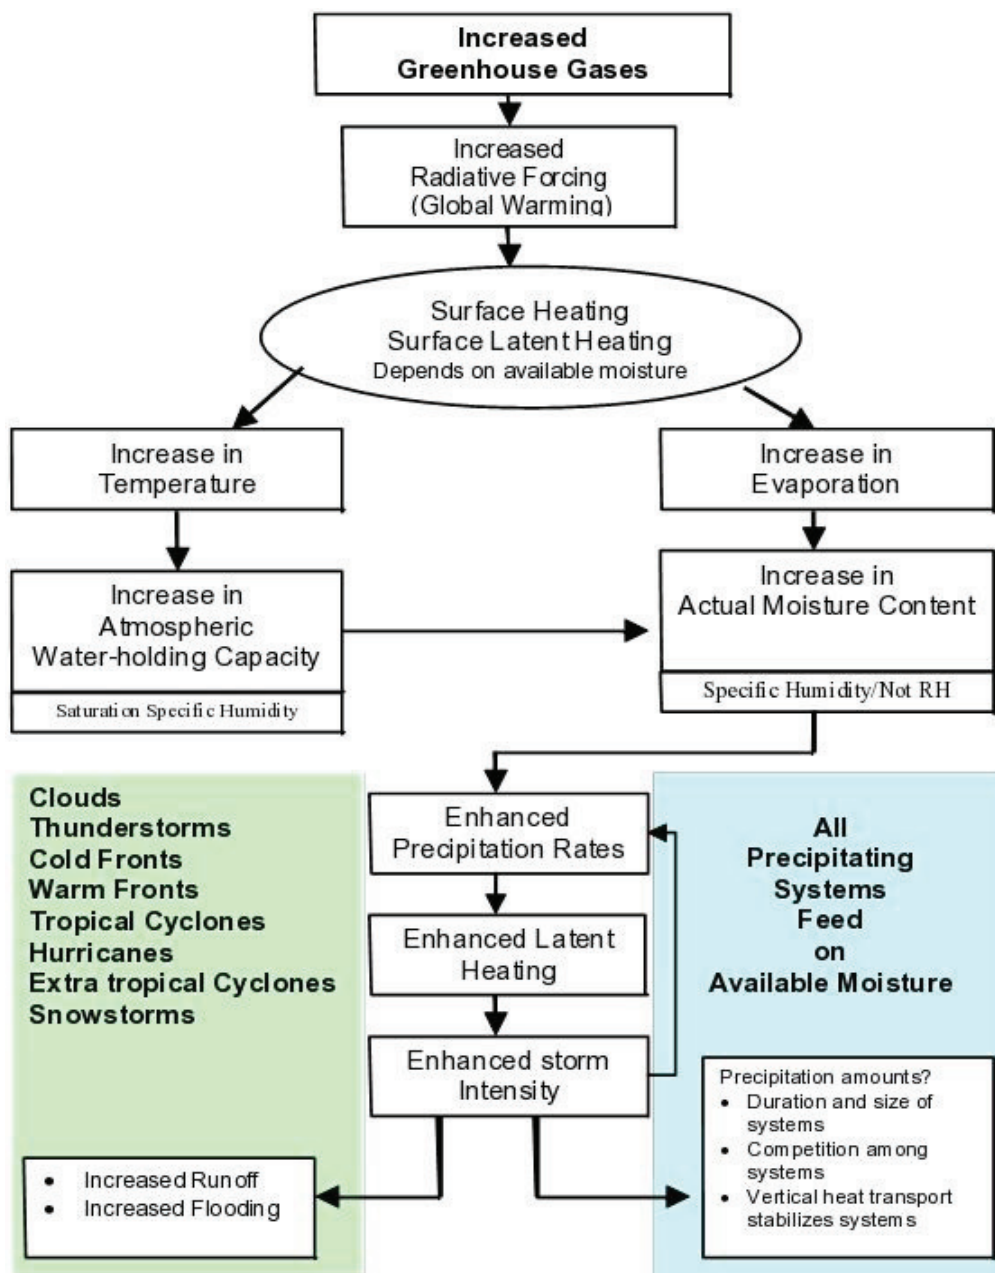 Increased
Greenhouse Gases
Increased
Radiative Forcing
(Global Warming)
Surface Heating
Surface Latent Heating
Depends on available moisture
Increase in
Temperature
Increase in
Evaporation
Increase in
Atmospheric
Water-holding Capacity
Saturation Specific Humidity
Increase in
Actual Moisture Content
Specific Humidity/Not RH
Clouds
Thunderstorms
Cold Fronts
Warm Fronts
Tropical Cyclones
Hurricanes
Extra tropical Cyclones
Snowstorms
Enhanced
Precipitation Rates
Enhanced Latent
Heating
Enhanced storm
Intensity
All
Precipitating
Systems
Feed
on
Available Moisture
• Increased Runoff
• Increased Flooding
Precipitation amounts?
• Duration and size of
systems
• Competition among
systems
• Vertical heat transport
stabilizes systems